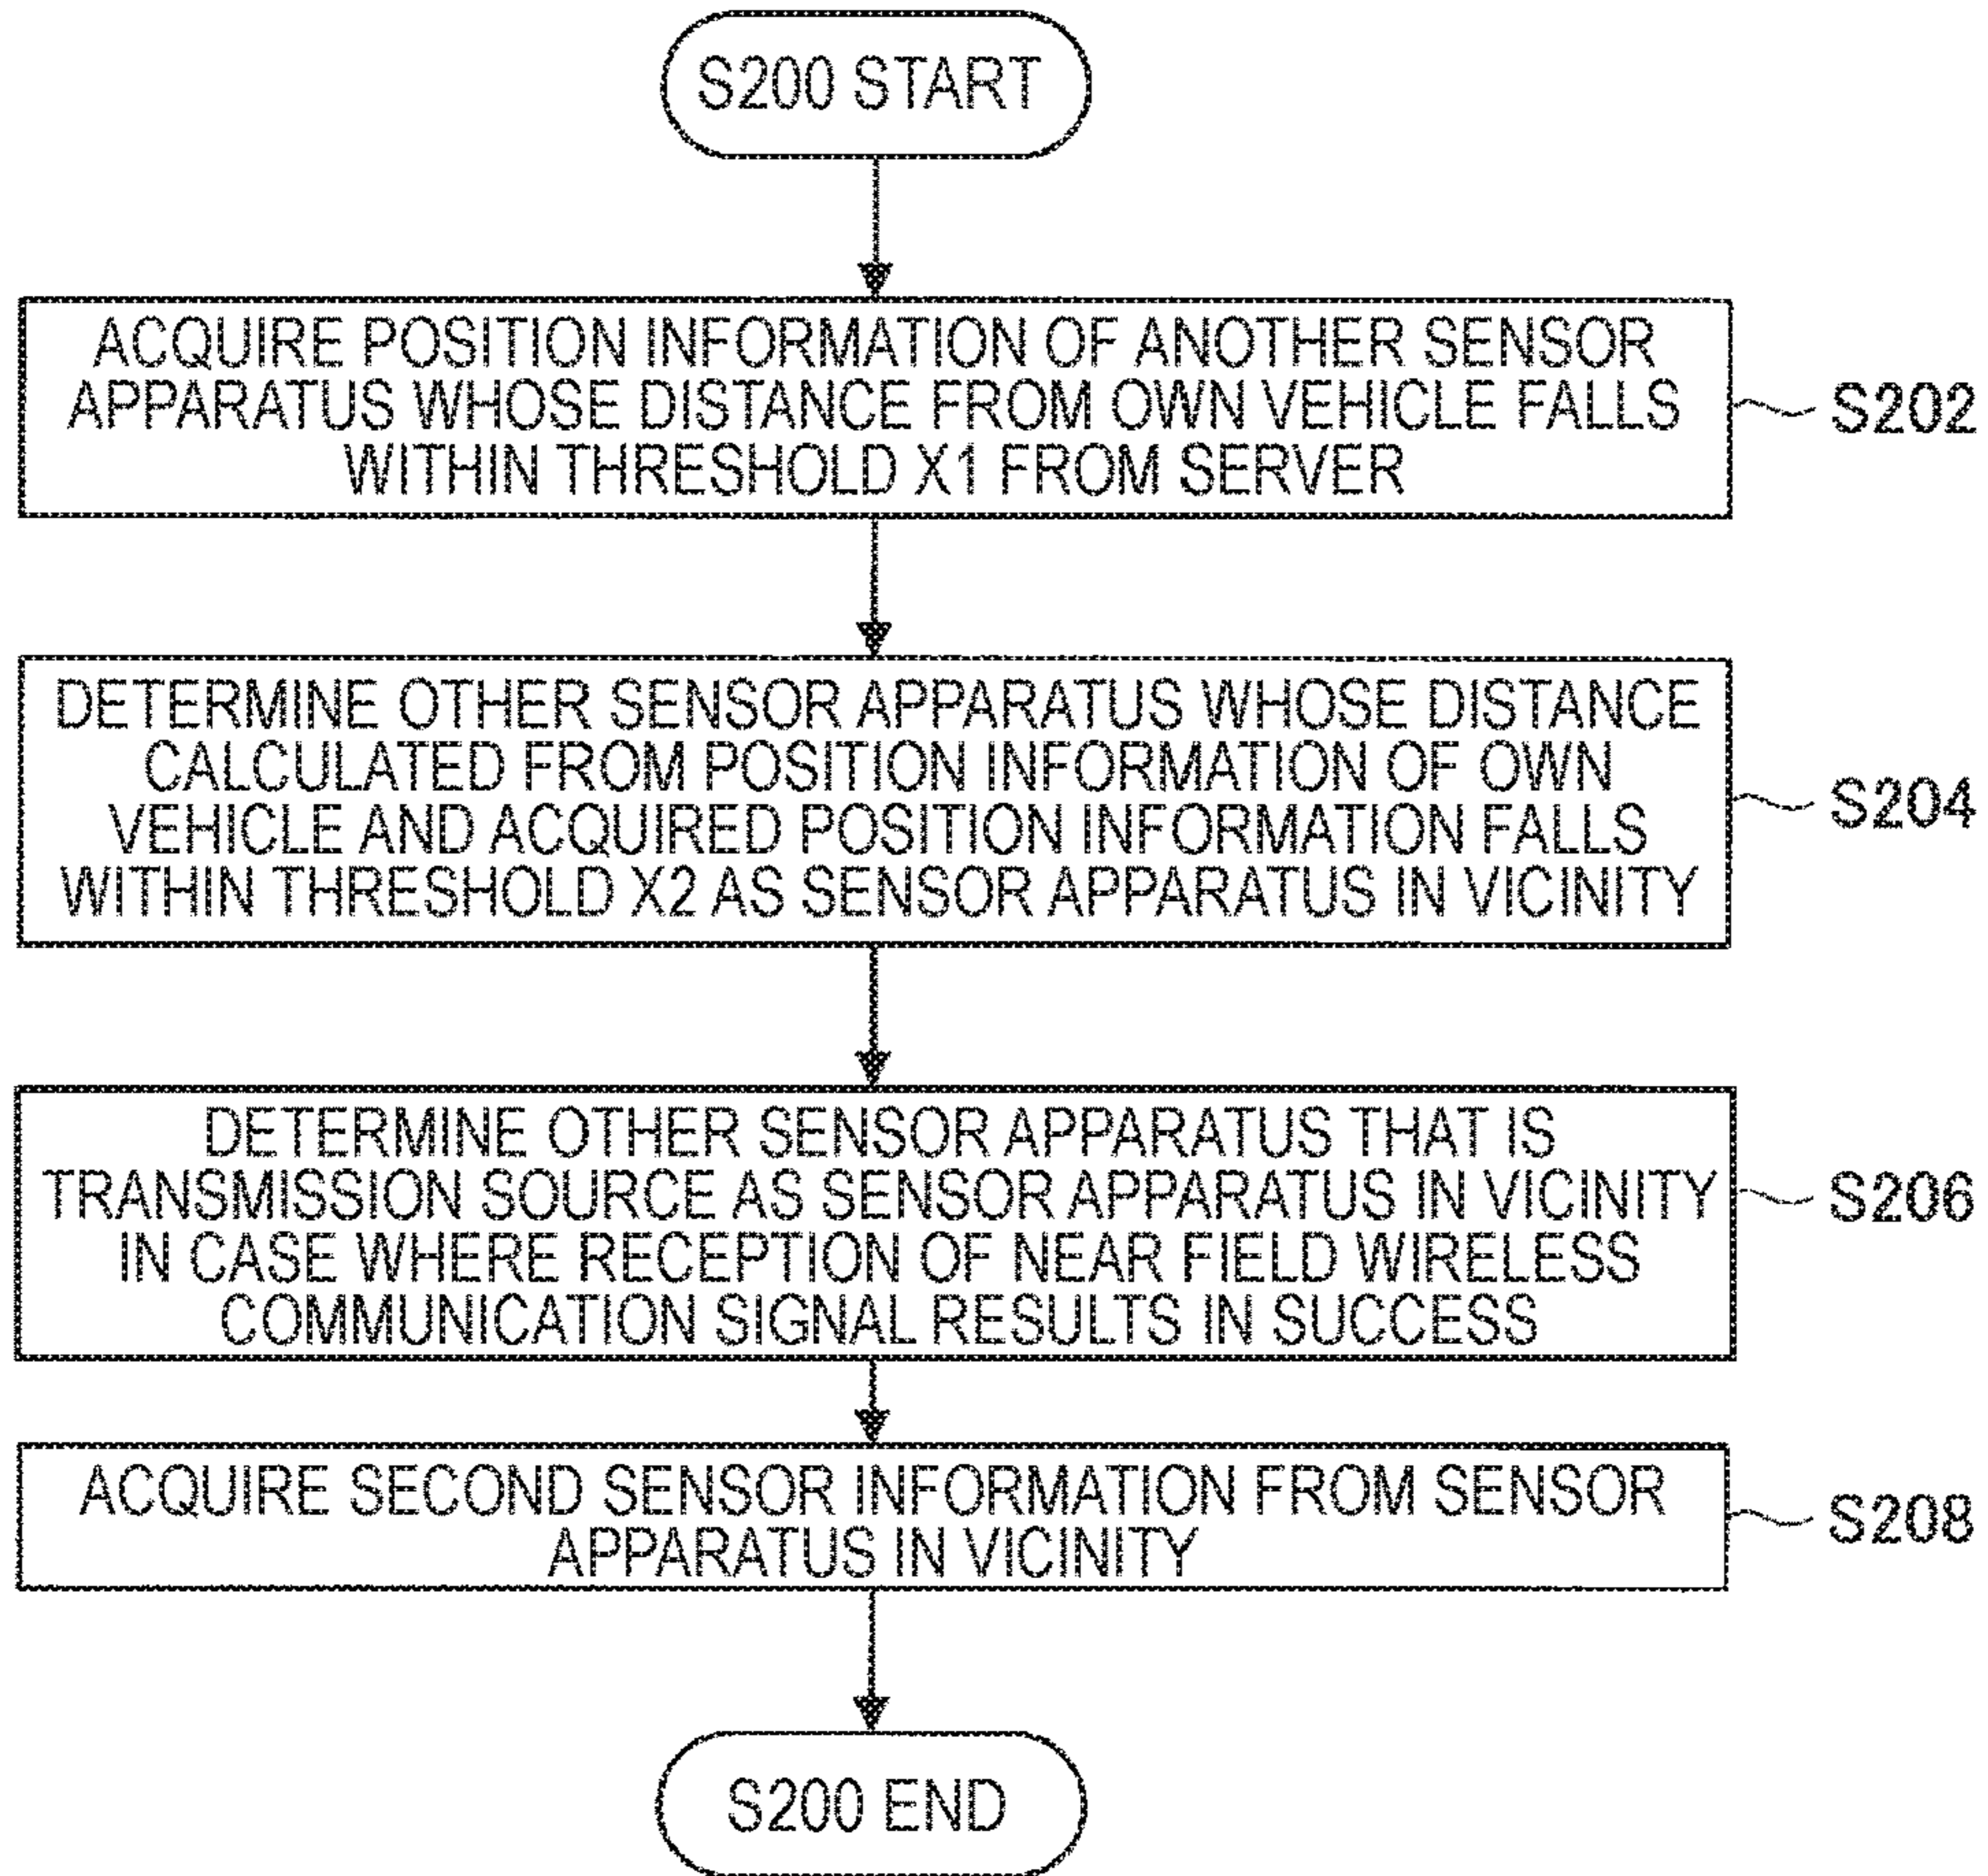 S200 START
ACQUIRE POSITION INFORMATION OF ANOTHER SENSOR
APPARATUS WHOSE DISTANCE FROM OWN VEHICLE FALLS
WITHIN THRESHOLD X1 FROM SERVER
S202
DETERMINE OTHER SENSOR APPARATUS WHOSE DISTANCE
CALCULATED FROM POSITION INFORMATION OF OWN
VEHICLE AND ACQUIRED POSITION INFORMATION FALLS
WITHIN THRESHOLD X2 AS SENSOR APPARATUS IN VICINITY
S204
DETERMINE OTHER SENSOR APPARATUS THAT IS
TRANSMISSION SOURCE AS SENSOR APPARATUS IN VICINITY
IN CASE WHERE RECEPTION OF NEAR FIELD WIRELESS
COMMUNICATION SIGNAL RESULTS IN SUCCESS
S206
ACQUIRE SECOND SENSOR INFORMATION FROM SENSOR
APPARATUS IN VICINITY
S208
S200 END